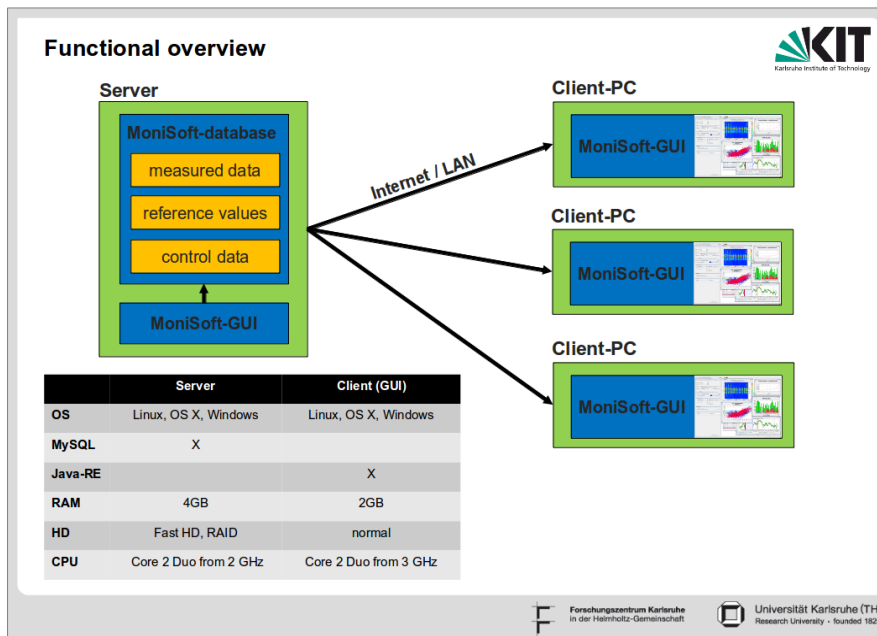 Functional overview
KIT
Karlsruhe Institute of Technology
Server
MoniSoft-database
measured data
reference values
control data
MoniSoft-GUI
Internet / LAN
Client-PC
MoniSoft-GUI
Client-PC
MoniSoft-GUI
Client-PC
MoniSoft-GUI
Server Client (GUI)
OS Linux, OS X, Windows Linux, OS X, Windows
MySQL X
Java-RE X
RAM 4GB 2GB
HD Fast HD, RAID normal
CPU Core 2 Duo from 2 GHz Core 2 Duo from 3 GHz
Forschungszentrum Karlsruhe
in der Helmholtz-Gemeinschaft
Universität Karlsruhe (TH
Research University · founded 182